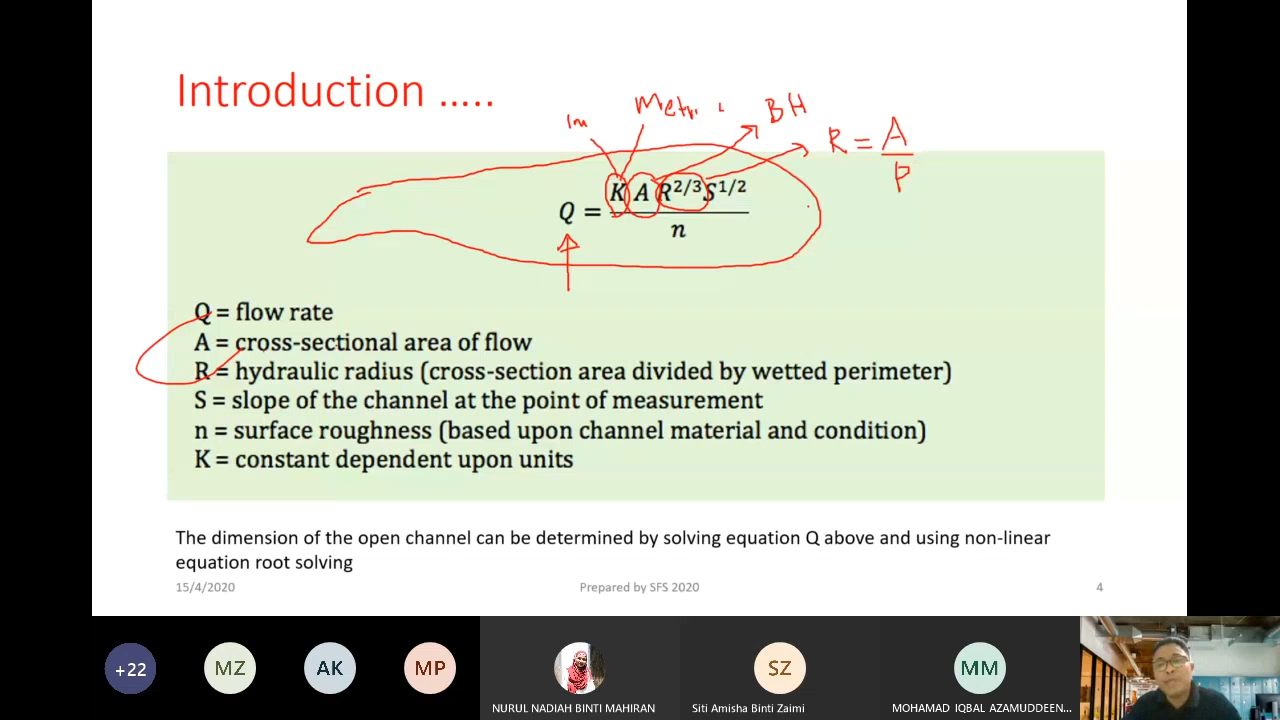 Introduction .....
Im
Metri
BH
R = A/P
Q = K A R^2/3 S^1/2 / n
Q = flow rate
A = cross-sectional area of flow
R = hydraulic radius (cross-section area divided by wetted perimeter)
S = slope of the channel at the point of measurement
n = surface roughness (based upon channel material and condition)
K = constant dependent upon units
The dimension of the open channel can be determined by solving equation Q above and using non-linear
equation root solving
15/4/2020 Prepared by SFS 2020 4
+22 MZ AK MP SZ MM
NURUL NADIAH BINTI MAHIRAN Siti Amisha Binti Zaimi MOHAMAD IQBAL AZAMUDDEEN...